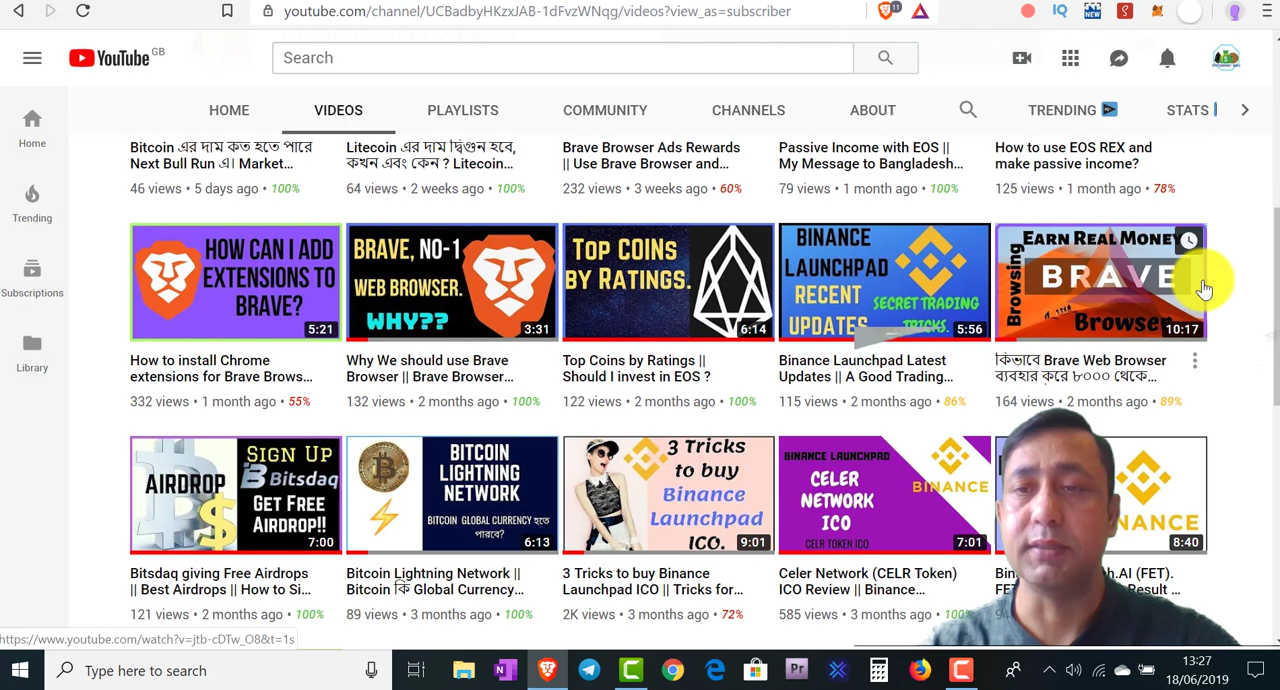 youtube.com/channel/UCBadbyHKzxJAB-1dFvzWNqg/videos?view_as=subscriber
11
IQ
NEW
YouTube GB
Search
HOME
VIDEOS
PLAYLISTS
COMMUNITY
CHANNELS
ABOUT
TRENDING
STATS
Home
Trending
Subscriptions
Library
Bitcoin এর দাম কত হতে পারে
Next Bull Run এ। Market...
46 views • 5 days ago • 100%
Litecoin এর দাম দ্বিগুন হবে,
কখন এবং কেন ? Litecoin...
64 views • 2 weeks ago • 100%
Brave Browser Ads Rewards
|| Use Brave Browser and...
232 views • 3 weeks ago • 60%
Passive Income with EOS ||
My Message to Bangladesh...
79 views • 1 month ago • 100%
How to use EOS REX and
make passive income?
125 views • 1 month ago • 78%
HOW CAN I ADD
EXTENSIONS TO
BRAVE?
5:21
How to install Chrome
extensions for Brave Brows...
332 views • 1 month ago • 55%
BRAVE, NO-1
WEB BROWSER.
WHY??
3:31
Why We should use Brave
Browser || Brave Browser...
132 views • 2 months ago • 100%
TOP COINS
BY RATINGS.
6:14
Top Coins by Ratings ||
Should I invest in EOS ?
122 views • 2 months ago • 100%
BINANCE
LAUNCHPAD
RECENT
UPDATES
SECRET TRADING
TRICKS.
5:56
Binance Launchpad Latest
Updates || A Good Trading...
115 views • 2 months ago • 86%
EARN REAL MONEY
Browsing
BRAVE
Browser
10:17
কিভাবে Brave Web Browser
ব্যবহার করে ৮০০০ থেকে...
164 views • 2 months ago • 89%
AIRDROP
SIGN UP
Bitsdaq
GET FREE
AIRDROP!!
7:00
Bitsdaq giving Free Airdrops
|| Best Airdrops || How to Si...
121 views • 2 months ago • 100%
BITCOIN
LIGHTNING
NETWORK
BITCOIN GLOBAL CURRENCY হতে
পারবে?
6:13
Bitcoin Lightning Network ||
Bitcoin কি Global Currency...
89 views • 3 months ago • 100%
3 Tricks
to buy
Binance
Launchpad
ICO.
9:01
3 Tricks to buy Binance
Launchpad ICO || Tricks for...
2K views • 3 months ago • 72%
BINANCE LAUNCHPAD
CELER
NETWORK
ICO
CELR TOKEN ICO
BINANCE
7:01
Celer Network (CELR Token)
ICO Review || Binance...
585 views • 3 months ago • 100%
8:40
h.AI (FET).
Result ...
https://www.youtube.com/watch?v=jtb-cDTw_O8&t=1s
Type here to search
Pr
13:27
18/06/2019